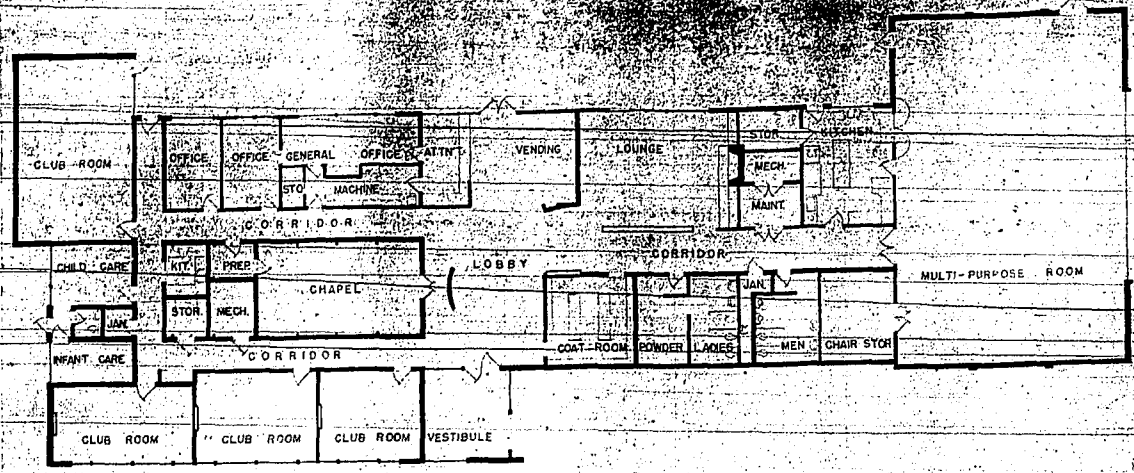 CLUB ROOM
OFFICE
OFFICE
GENERAL OFFICE
ATTN'T
VENDING
LOUNGE
STOR.
KITCHEN
STO
MACHINE
MECH.
MAINT.
CORRIDOR
CORRIDOR
CHILD CARE
KIT.
PREP.
CHAPEL
LOBBY
MULTI-PURPOSE ROOM
JAN.
STOR.
MECH.
JAN.
INFANT CARE
CORRIDOR
COAT ROOM
POWDER
LADIES
MEN
CHAIR STOR.
CLUB ROOM
CLUB ROOM
CLUB ROOM
VESTIBULE